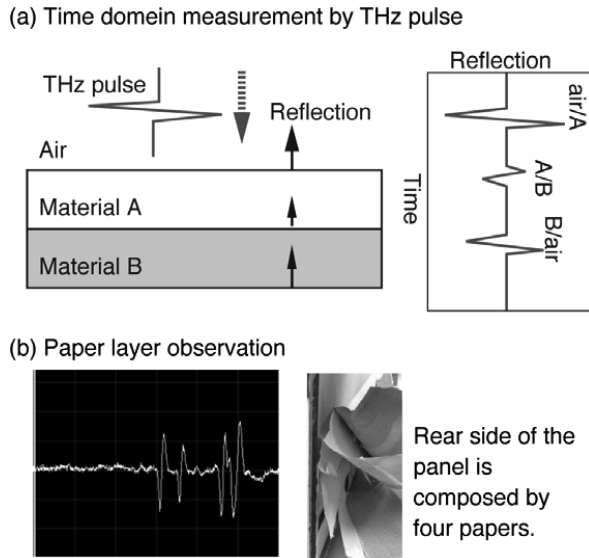 (a) Time domein measurement by THz pulse
THz pulse
Reflection
Air
Material A
Material B
Reflection
air/A
A/B
B/air
Time
(b) Paper layer observation
Rear side of the
panel is
composed by
four papers.